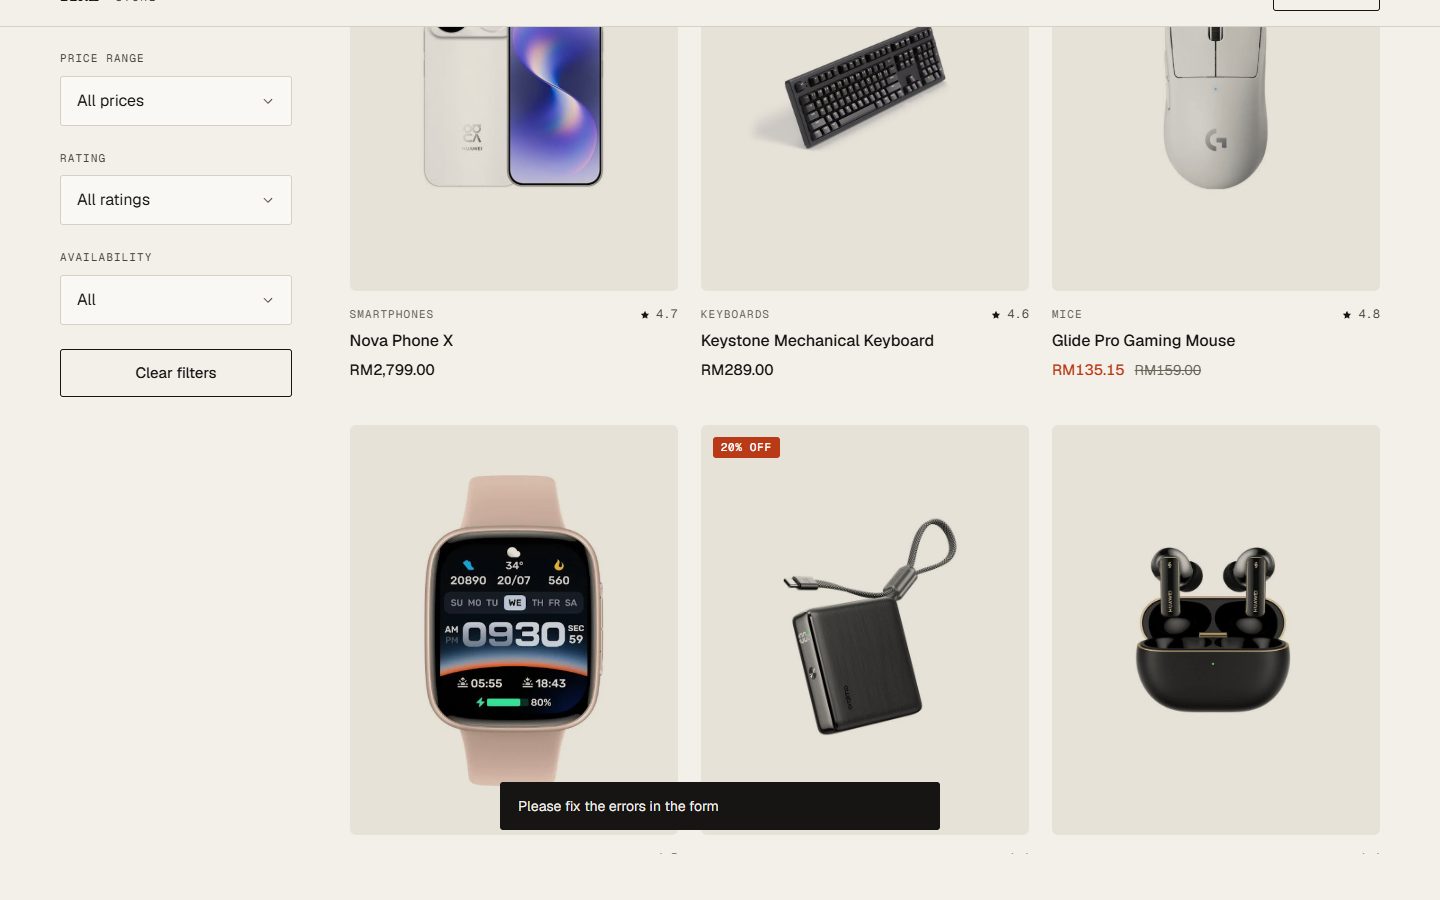 PRICE RANGE
All prices
RATING
All ratings
AVAILABILITY
All
Clear filters
HUAWEI
SMARTPHONES ★ 4.7
Nova Phone X
RM2,799.00
KEYBOARDS ★ 4.6
Keystone Mechanical Keyboard
RM289.00
MICE ★ 4.8
Glide Pro Gaming Mouse
RM135.15 RM159.00
34°
20890 20/07 560
SU MO TU WE TH FR SA
AM PM 0930 SEC 59
05:55 18:43
80%
20% OFF
HUAWEI HUAWEI
Please fix the errors in the form